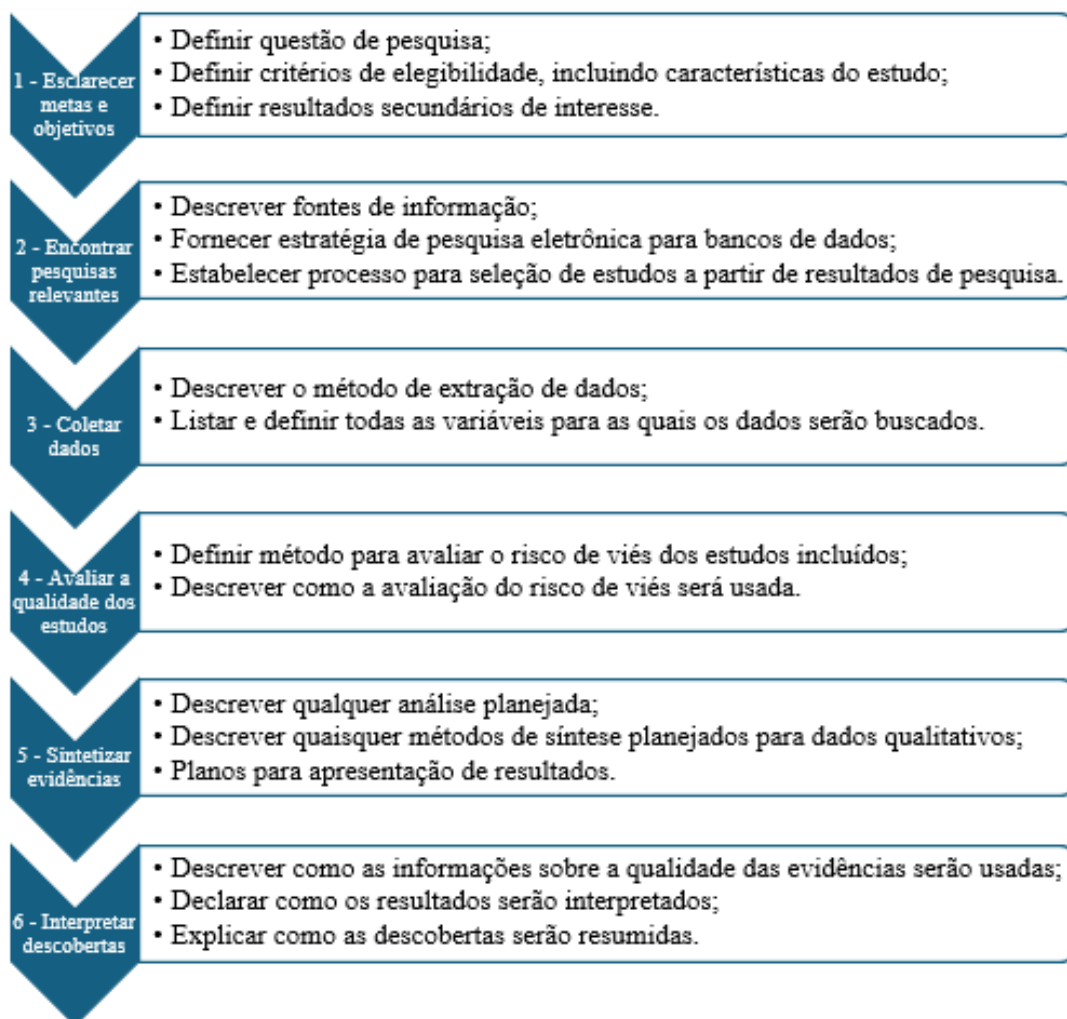 1 - Esclarecer
metas e
objetivos
• Definir questão de pesquisa;
• Definir critérios de elegibilidade, incluindo características do estudo;
• Definir resultados secundários de interesse.
2 - Encontrar
pesquisas
relevantes
• Descrever fontes de informação;
• Fornecer estratégia de pesquisa eletrônica para bancos de dados;
• Estabelecer processo para seleção de estudos a partir de resultados de pesquisa.
3 - Coletar
dados
• Descrever o método de extração de dados;
• Listar e definir todas as variáveis para as quais os dados serão buscados.
4 - Avaliar a
qualidade dos
estudos
• Definir método para avaliar o risco de viés dos estudos incluídos;
• Descrever como a avaliação do risco de viés será usada.
5 - Sintetizar
evidências
• Descrever qualquer análise planejada;
• Descrever quaisquer métodos de síntese planejados para dados qualitativos;
• Planos para apresentação de resultados.
6 - Interpretar
descobertas
• Descrever como as informações sobre a qualidade das evidências serão usadas;
• Declarar como os resultados serão interpretados;
• Explicar como as descobertas serão resumidas.